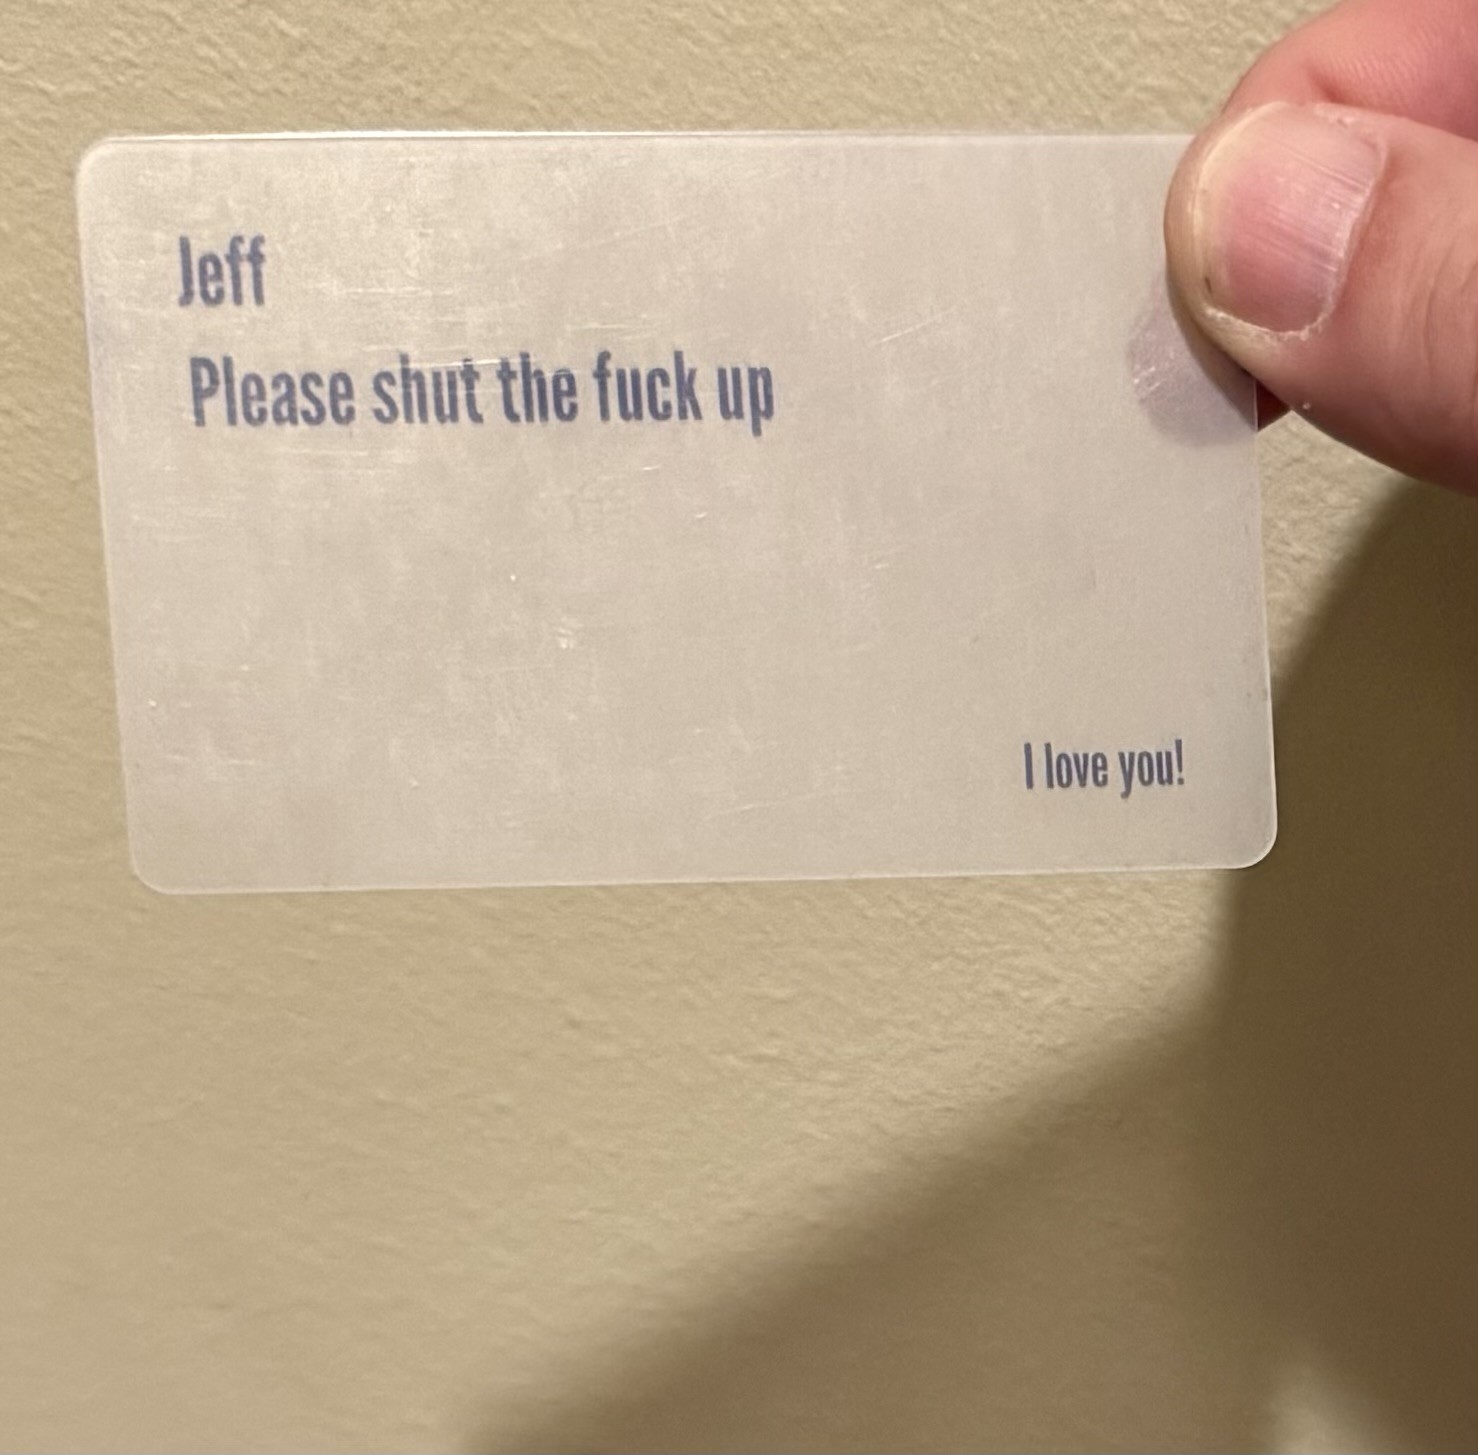 Jeff
Please shut the fuck up
I love you!